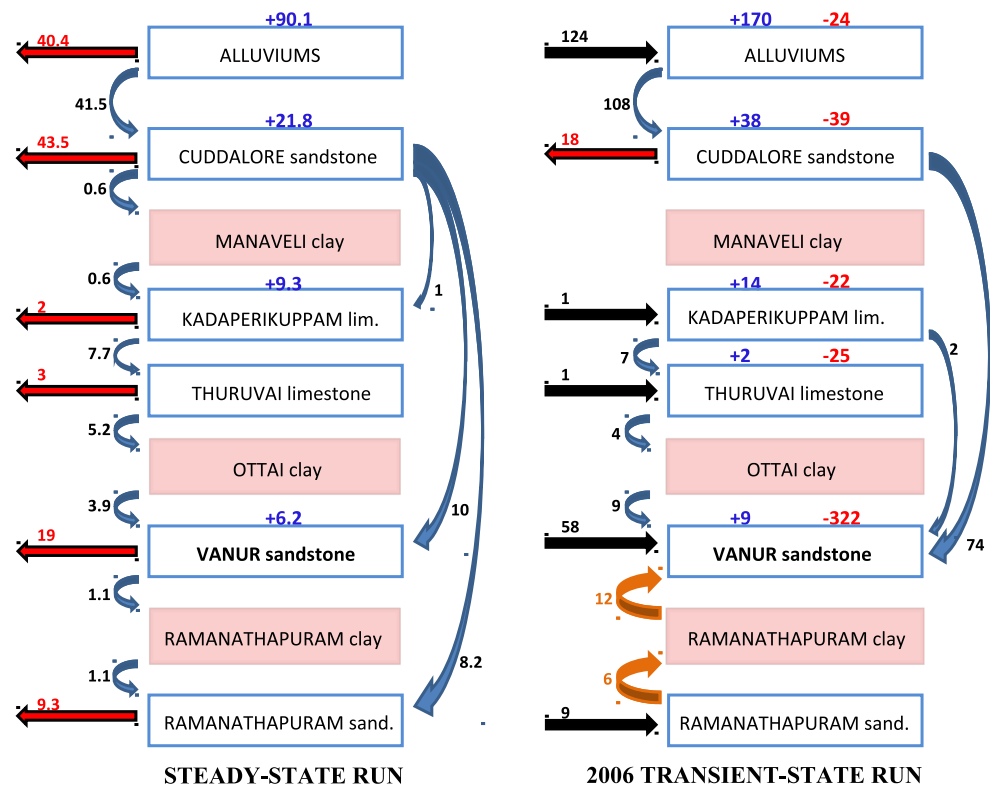 +90.1
40.4
ALLUVIUMS
41.5
+21.8
43.5
CUDDALORE sandstone
0.6
MANAVELI clay
0.6
+9.3
1
2
KADAPERIKUPPAM lim.
7.7
3
THURUVAI limestone
5.2
OTTAI clay
3.9
+6.2
10
19
VANUR sandstone
1.1
RAMANATHAPURAM clay
1.1
8.2
9.3
RAMANATHAPURAM sand.
STEADY-STATE RUN
+170 -24
124
ALLUVIUMS
108
+38 -39
18
CUDDALORE sandstone
MANAVELI clay
+14 -22
1
KADAPERIKUPPAM lim.
7
2
+2 -25
1
THURUVAI limestone
4
OTTAI clay
9
+9 -322
58
VANUR sandstone
74
12
RAMANATHAPURAM clay
6
9
RAMANATHAPURAM sand.
2006 TRANSIENT-STATE RUN